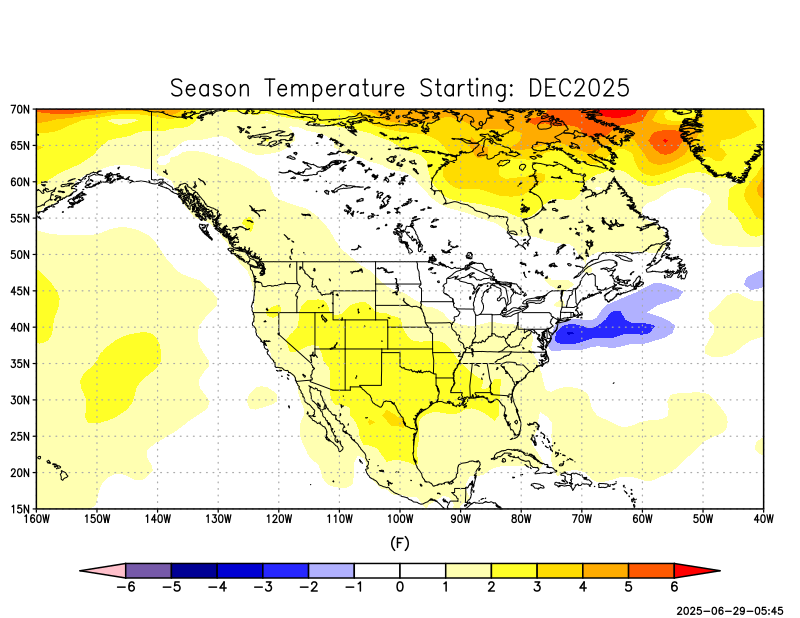 Season Temperature Starting: DEC2025
70N
65N
60N
55N
50N
45N
40N
35N
30N
25N
20N
15N
160W 150W 140W 130W 120W 110W 100W 90W 80W 70W 60W 50W 40W
(F)
−6 −5 −4 −3 −2 −1 0 1 2 3 4 5 6
2025−06−29−05:45